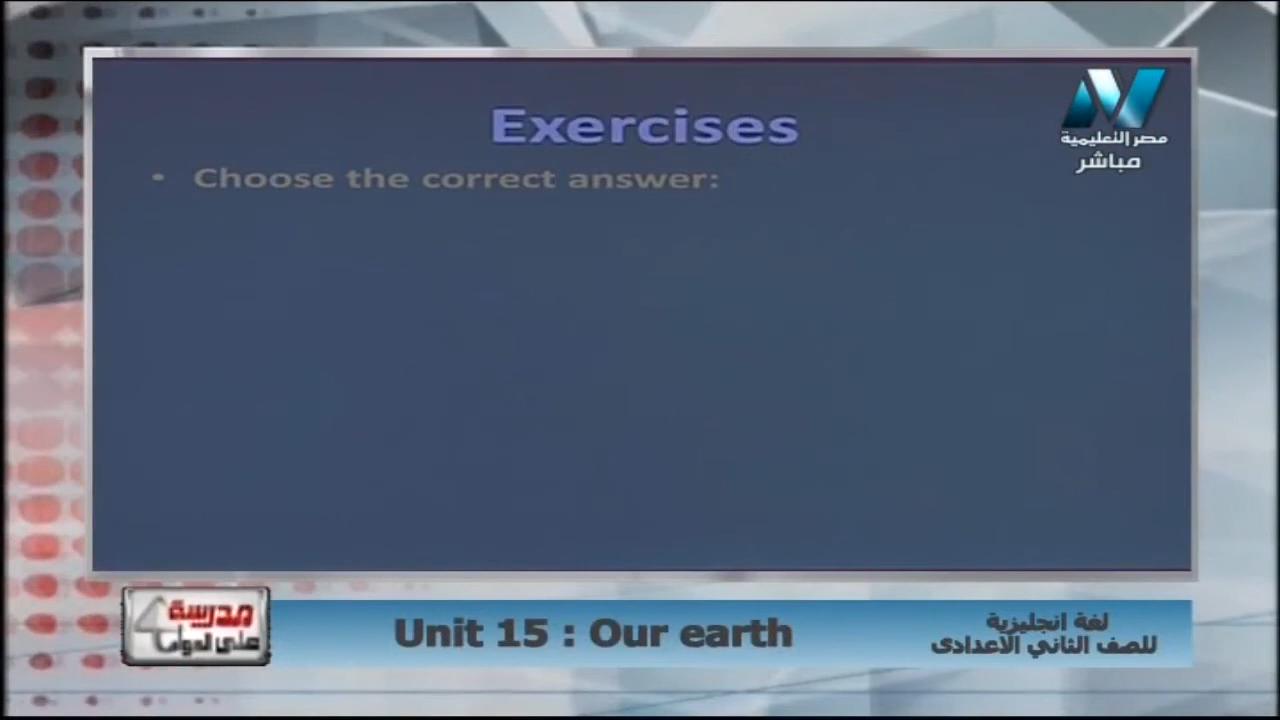 Exercises
مصر التعليمية
مباشر
• Choose the correct answer:
مدرسة
على الهواء
Unit 15 : Our earth
لغة انجليزية
للصف الثاني الاعدادى